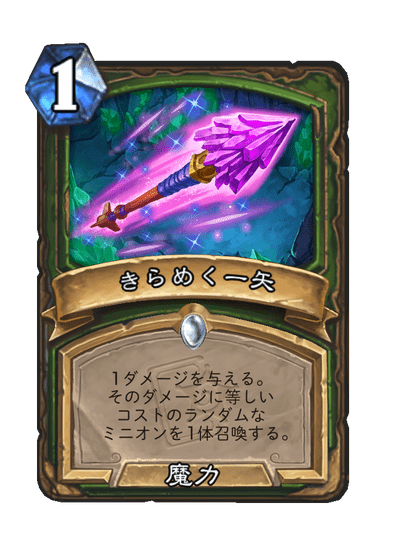 1
きらめく一矢
1ダメージを与える。
そのダメージに等しい
コストのランダムな
ミニオンを1体召喚する。
魔力